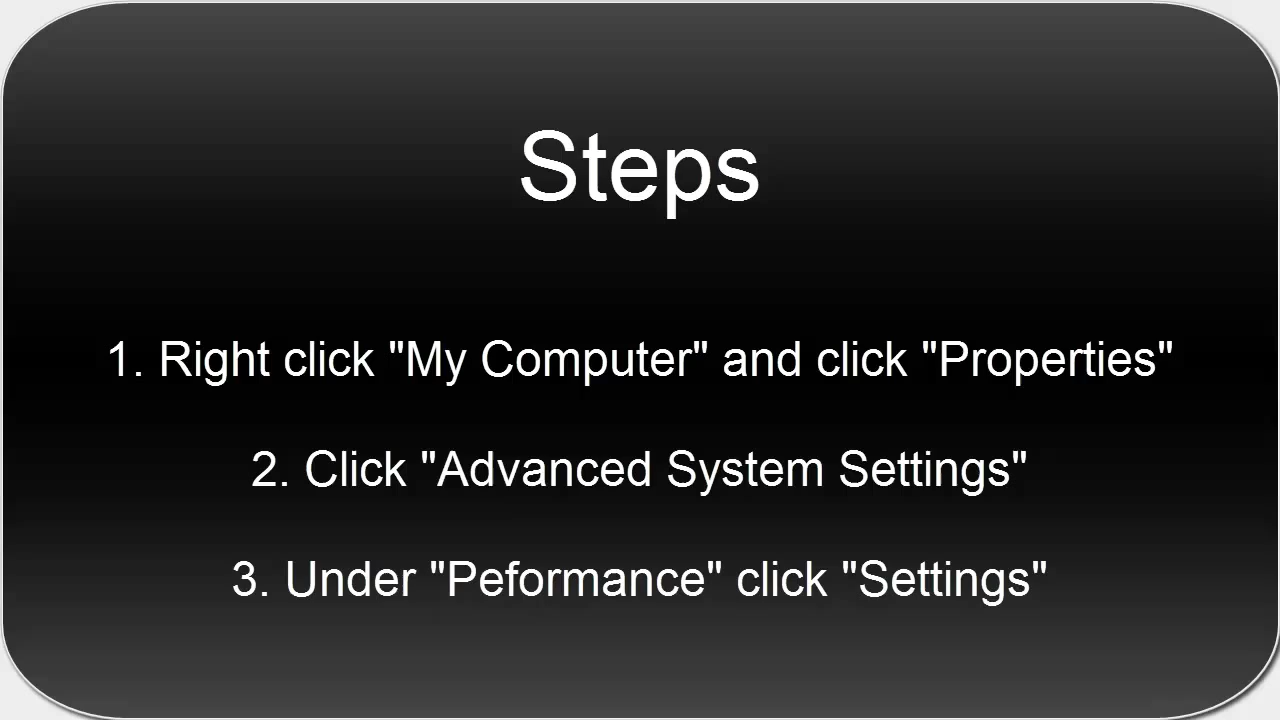 Steps
1. Right click "My Computer" and click "Properties"
2. Click "Advanced System Settings"
3. Under "Peformance" click "Settings"